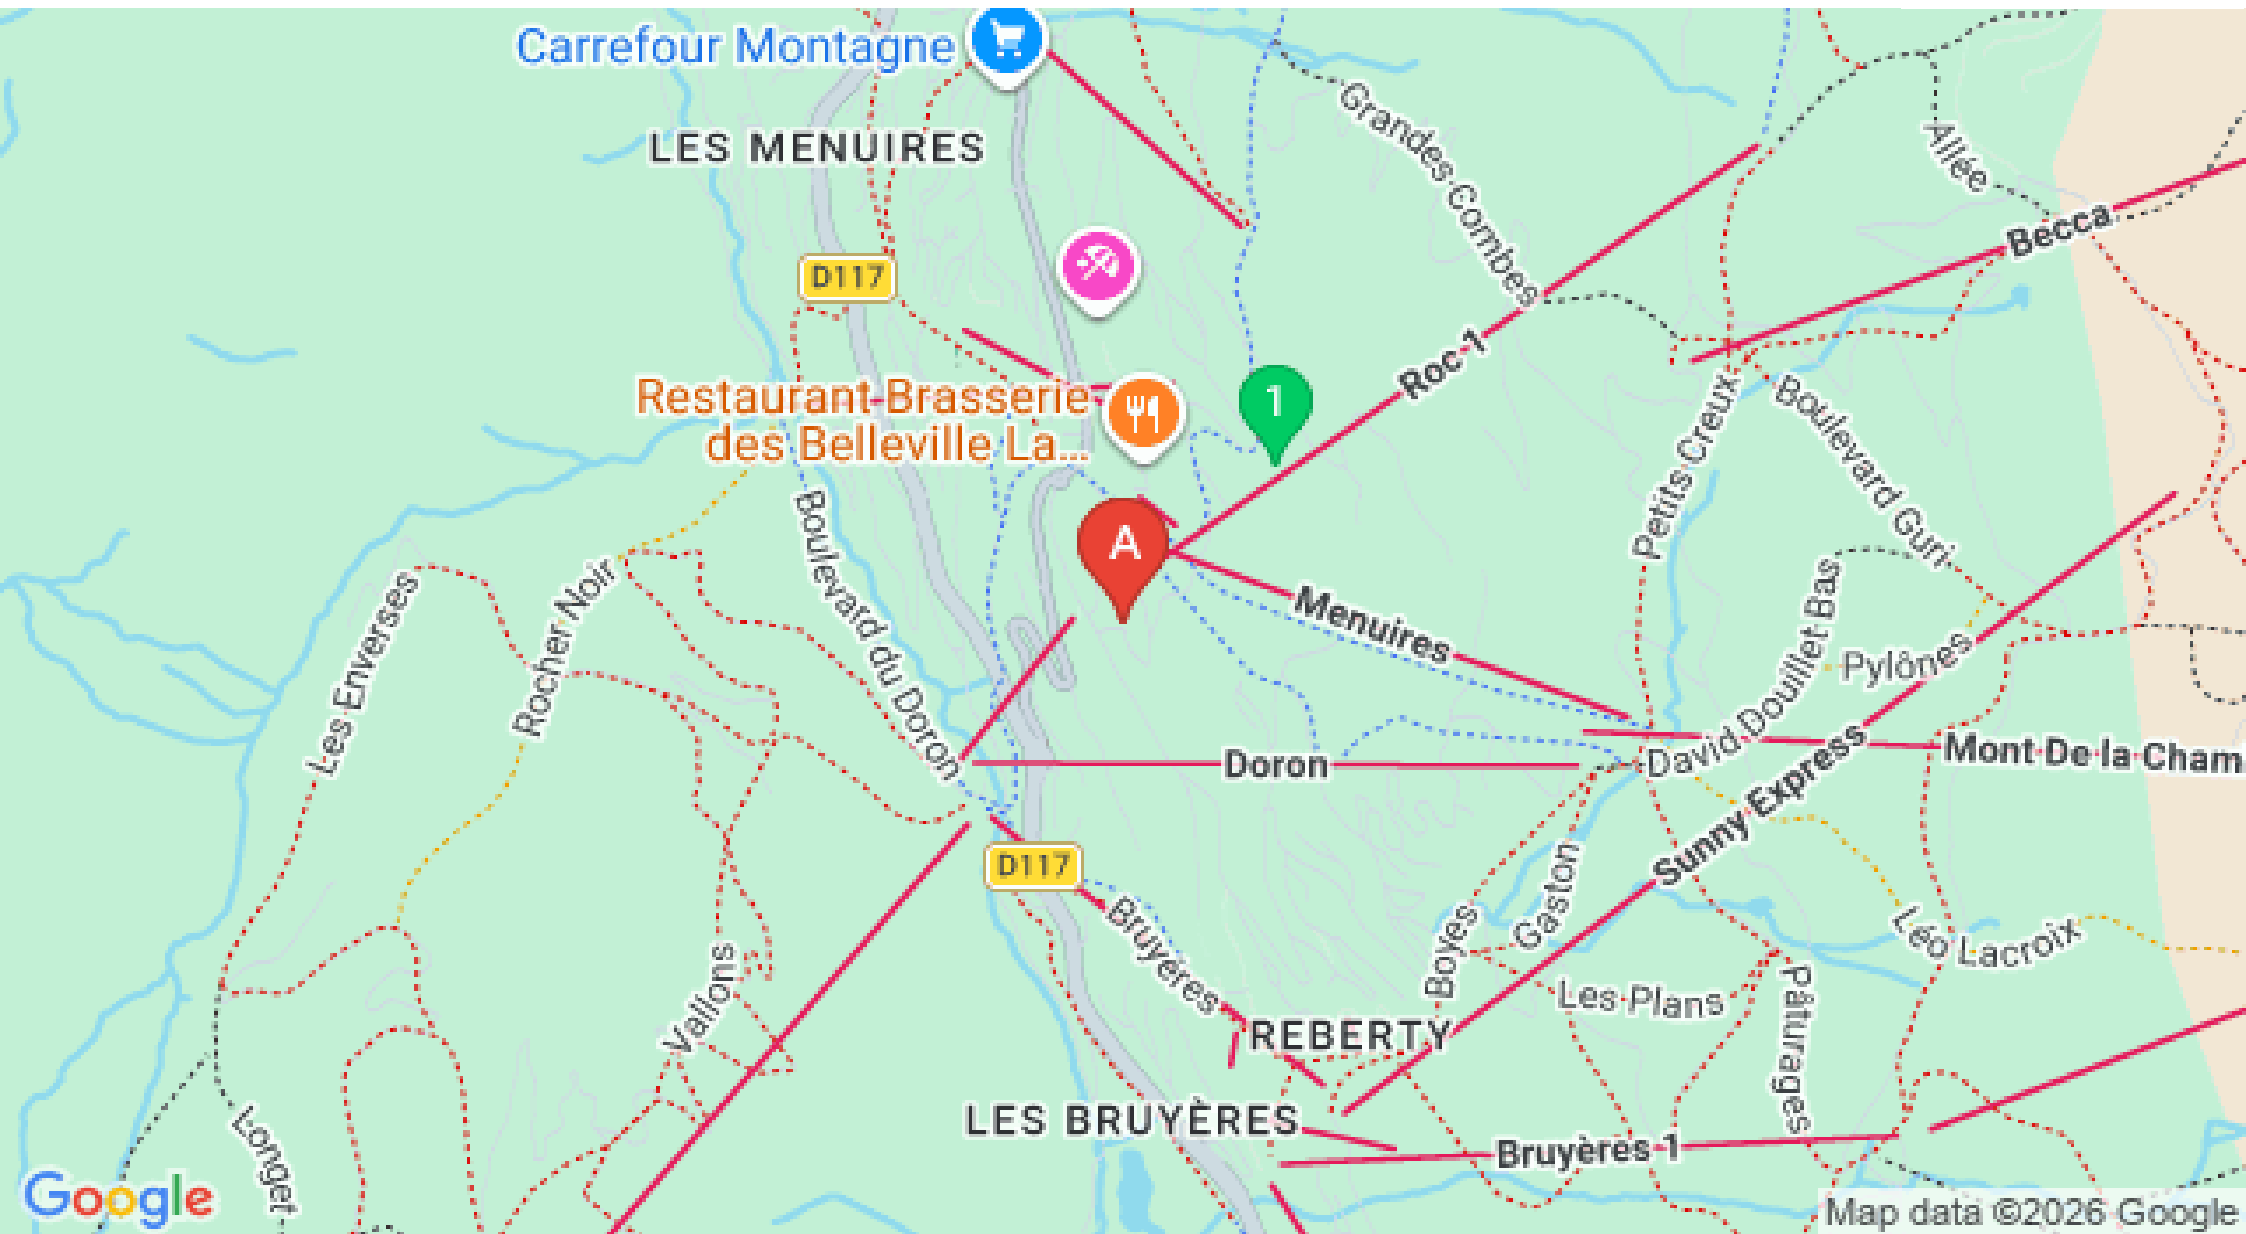 Carrefour Montagne
LES MENUIRES
Grandes Combes
Allée
Becca
D117
Roc 1
1
Restaurant Brasserie
des Belleville La...
Petits Creux
Boulevard Guri
A
Boulevard du Doron
Les Enverses
Rocher Noir
Menuires
David Douillet Bas
Pylônes
Doron
Mont De la Cham
Sunny Express
D117
Bruyères
Gaston
Boyes
Léo Lacroix
Vallons
Les Plans
Pâturages
REBERTY
LES BRUYÈRES
Bruyères 1
Longet
Google
Map data ©2026 Google